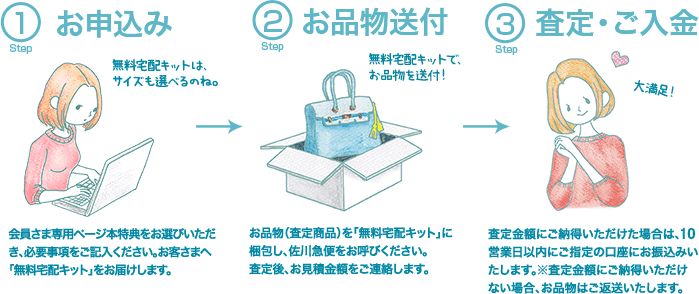 1 お申込み
Step
無料宅配キットは、
サイズも選べるのね。
会員さま専用ページ本特典をお選びいただ
き、必要事項をご記入ください。お客さまへ
「無料宅配キット」をお届けします。
2 お品物送付
Step
無料宅配キットで、
お品物を送付!
お品物(査定商品)を「無料宅配キット」に
梱包し、佐川急便をお呼びください。
査定後、お見積金額をご連絡します。
3 査定・ご入金
Step
大満足!
査定金額にご納得いただけた場合は、10
営業日以内にご指定の口座にお振込みい
たします。※査定金額にご納得いただけ
ない場合、お品物はご返送いたします。